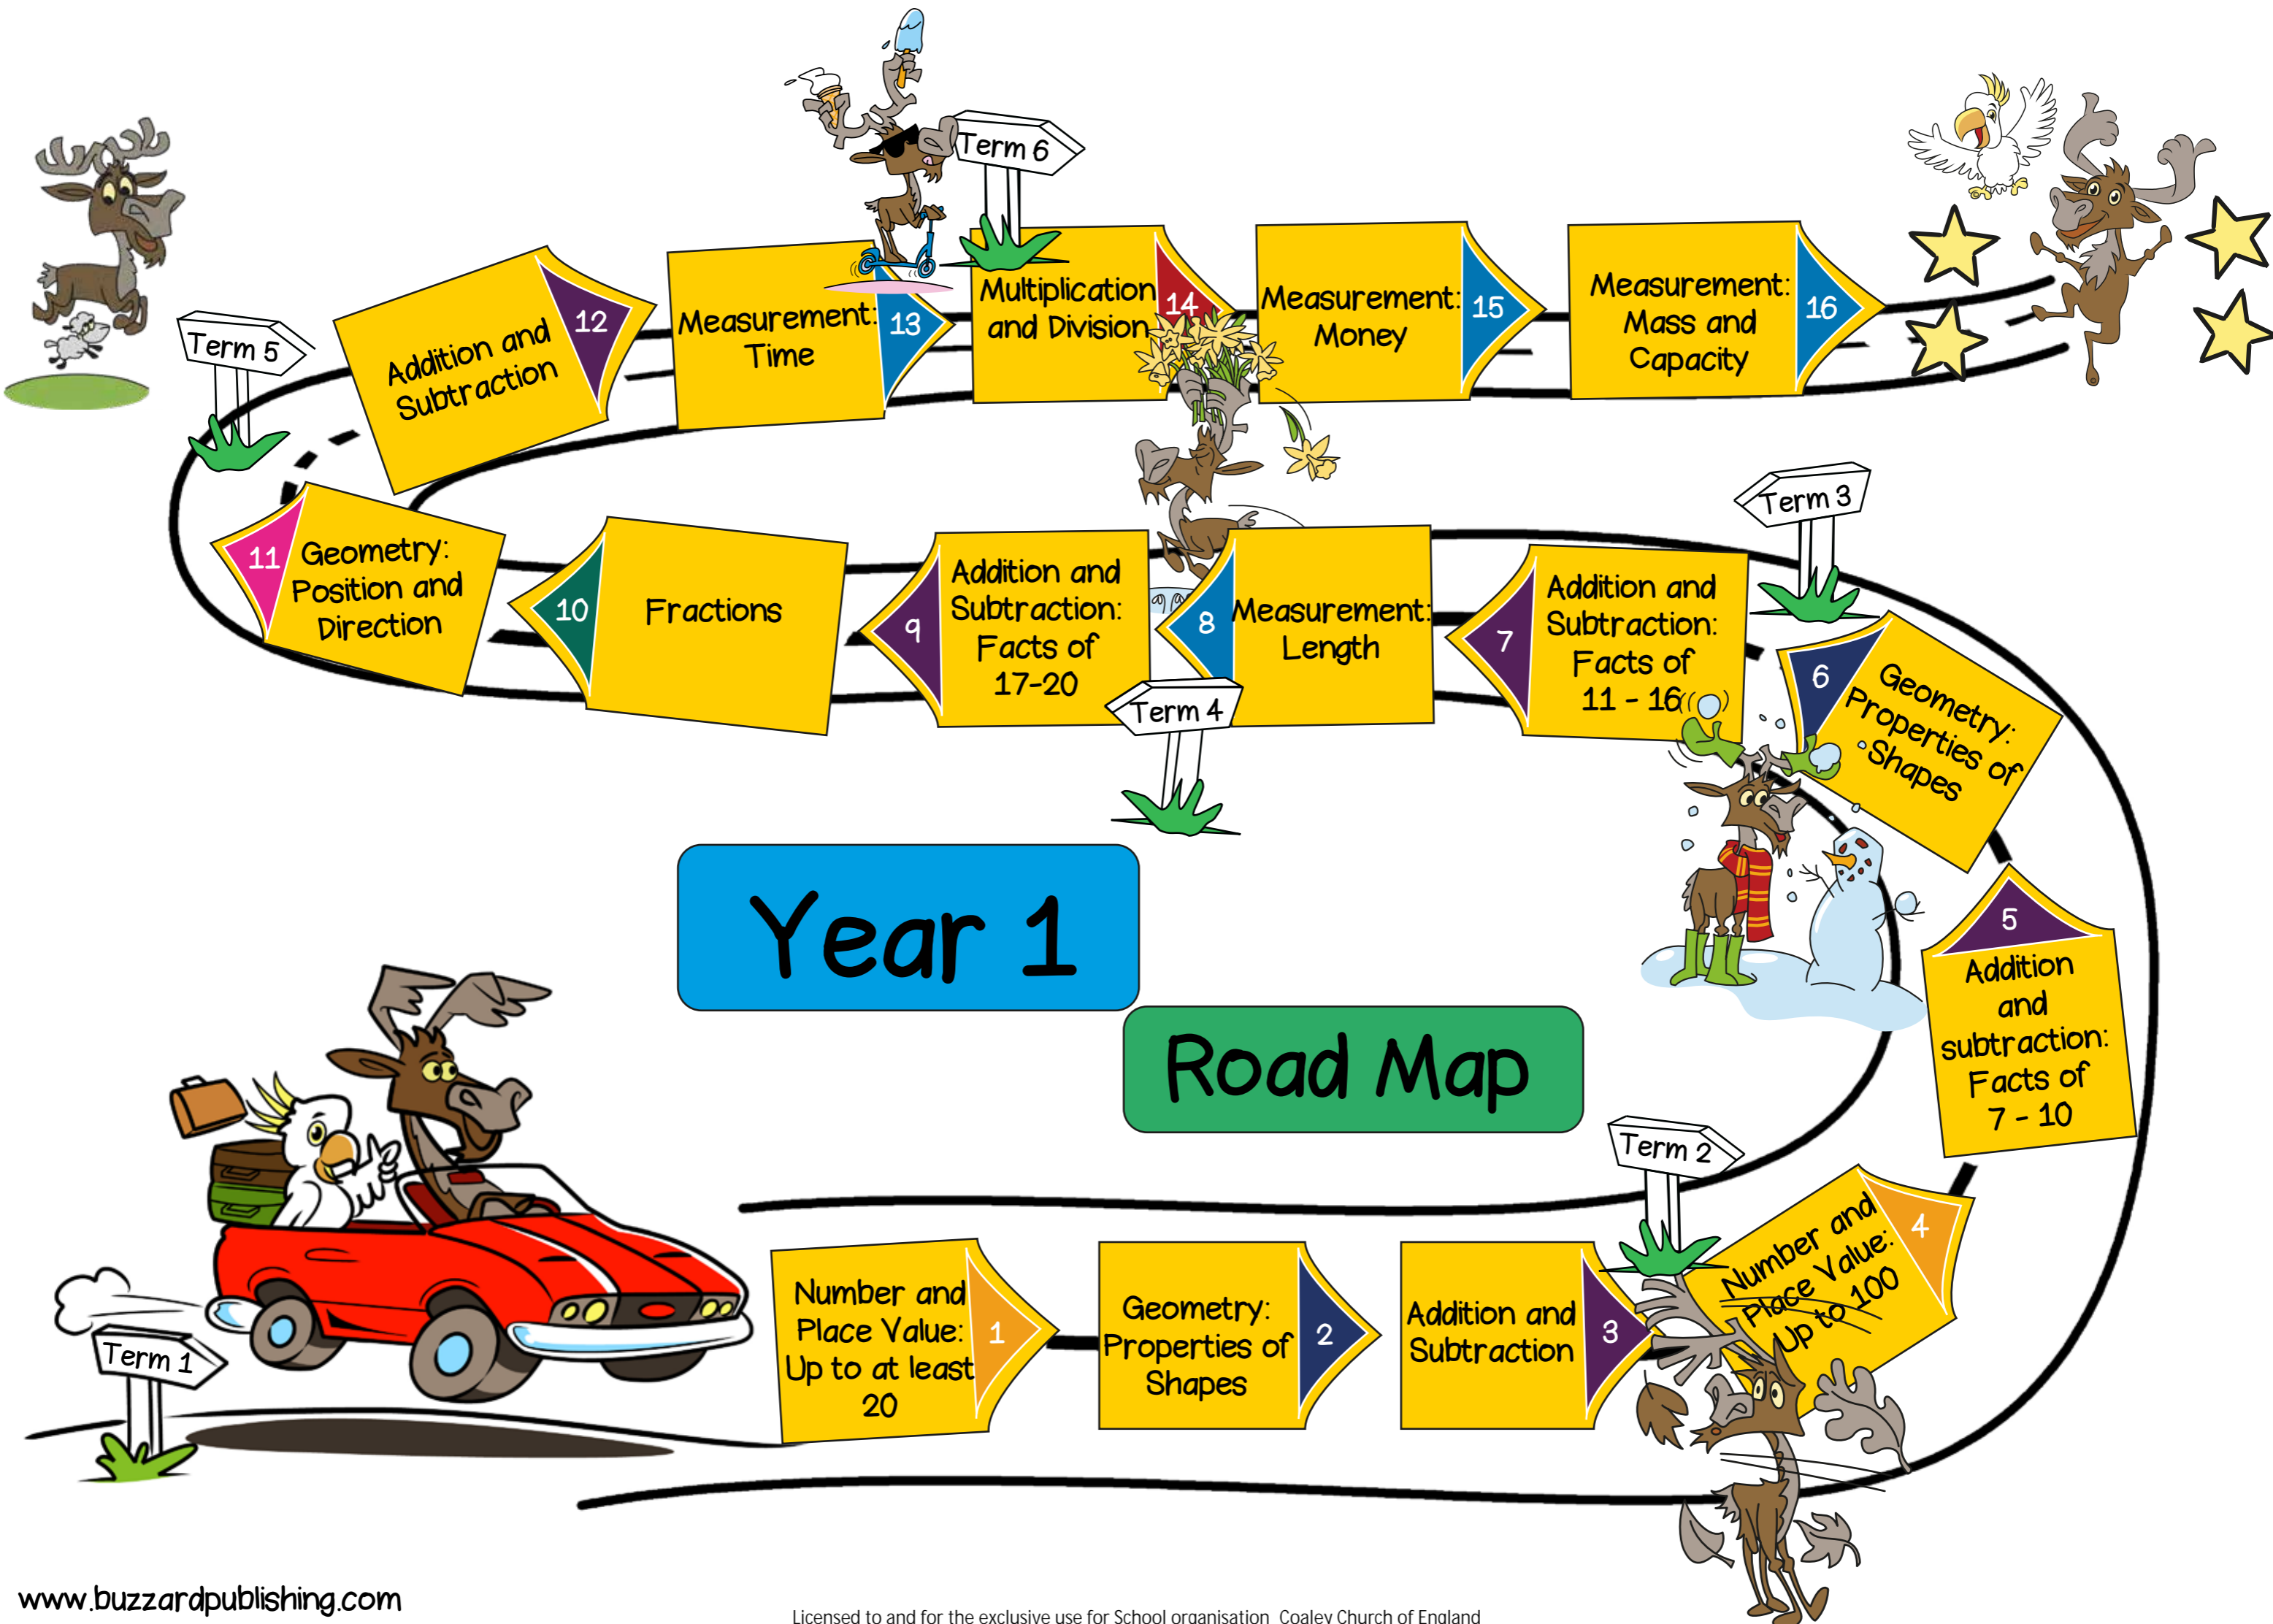 Term 6
Term 5
Addition and
Subtraction
12
Measurement:
Time
13
Multiplication
and Division
14
Measurement:
Money
15
Measurement:
Mass and
Capacity
16
Term 3
11
Geometry:
Position and
Direction
10
Fractions
9
Addition and
Subtraction:
Facts of
17-20
8
Measurement:
Length
7
Addition and
Subtraction:
Facts of
11 - 16
6
Geometry:
Properties of
Shapes
Term 4
Year 1
Road Map
5
Addition
and
subtraction:
Facts of
7 - 10
Term 2
Term 1
Number and
Place Value:
Up to at least
20
1
Geometry:
Properties of
Shapes
2
Addition and
Subtraction
3
Number and
Place Value:
Up to 100
4
www.buzzardpublishing.com
Licensed to and for the exclusive use for School organisation Coaley Church of England